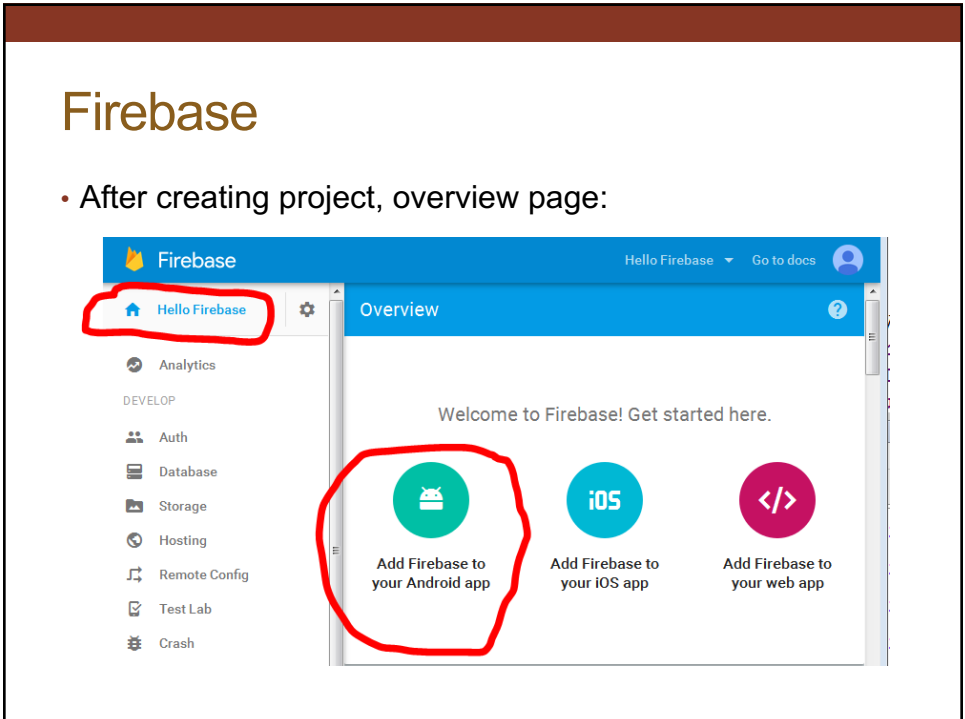 Firebase
• After creating project, overview page:
Firebase
Hello Firebase
Go to docs
Hello Firebase
Overview
?
Analytics
DEVELOP
Auth
Database
Storage
Hosting
Remote Config
Test Lab
Crash
Welcome to Firebase! Get started here.
iOS
</>
Add Firebase to
your Android app
Add Firebase to
your iOS app
Add Firebase to
your web app